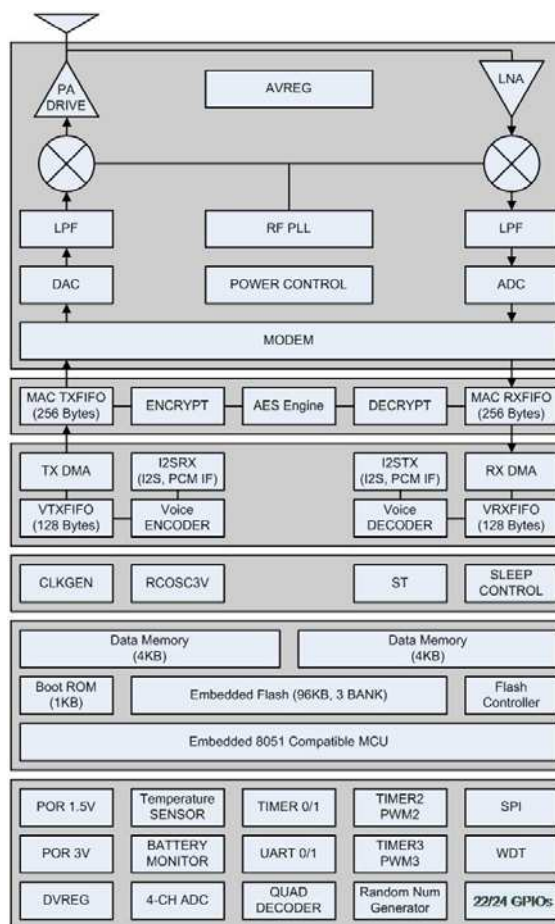 PA
DRIVE
AVREG
LNA
LPF
RF PLL
LPF
DAC
POWER CONTROL
ADC
MODEM
MAC TXFIFO
(256 Bytes)
ENCRYPT
AES Engine
DECRYPT
MAC RXFIFO
(256 Bytes)
TX DMA
I2SRX
(I2S, PCM IF)
I2STX
(I2S, PCM IF)
RX DMA
VTXFIFO
(128 Bytes)
Voice
ENCODER
Voice
DECODER
VRXFIFO
(128 Bytes)
CLKGEN
RCOSC3V
ST
SLEEP
CONTROL
Data Memory
(4KB)
Data Memory
(4KB)
Boot ROM
(1KB)
Embedded Flash (96KB, 3 BANK)
Flash
Controller
Embedded 8051 Compatible MCU
POR 1.5V
Temperature
SENSOR
TIMER 0/1
TIMER2
PWM2
SPI
POR 3V
BATTERY
MONITOR
UART 0/1
TIMER3
PWM3
WDT
DVREG
4-CH ADC
QUAD
DECODER
Random Num
Generator
22/24 GPIOs